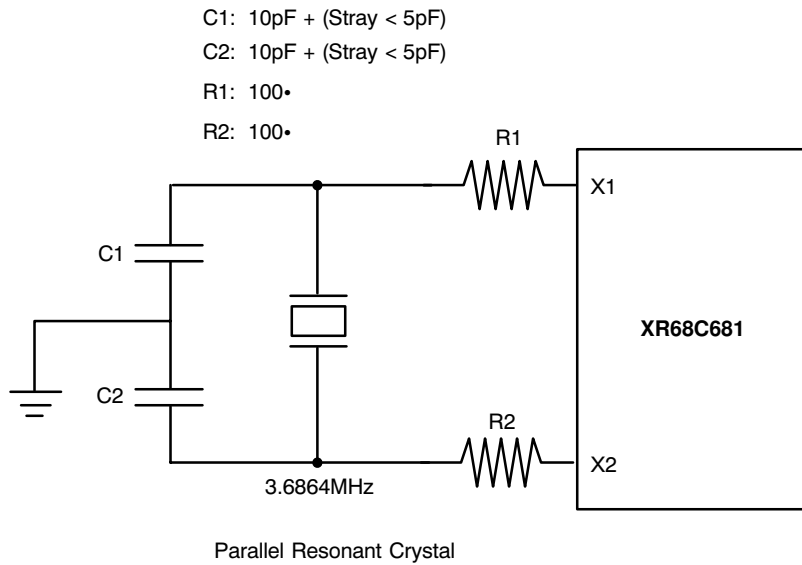 C1: 10pF + (Stray < 5pF)
C2: 10pF + (Stray < 5pF)
R1: 100•
R2: 100•
R1
X1
C1
XR68C681
C2
R2
X2
3.6864MHz
Parallel Resonant Crystal